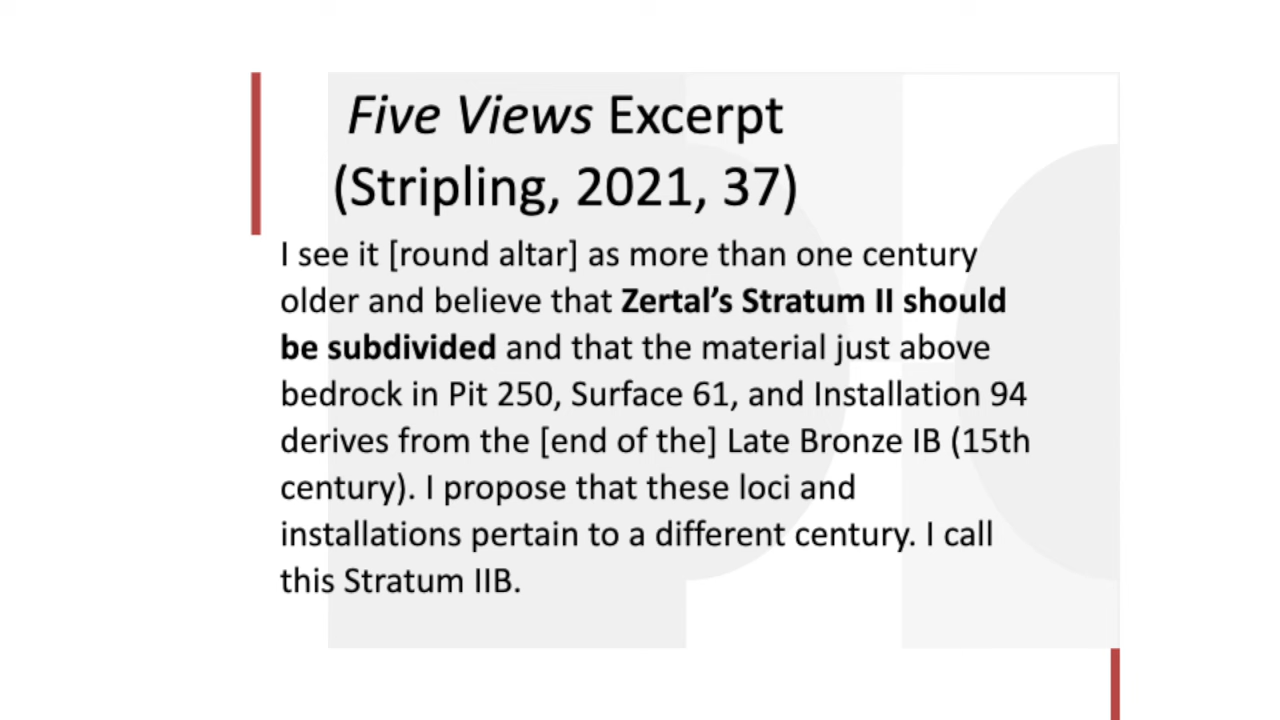 Five Views Excerpt
(Stripling, 2021, 37)
I see it [round altar] as more than one century
older and believe that Zertal’s Stratum II should
be subdivided and that the material just above
bedrock in Pit 250, Surface 61, and Installation 94
derives from the [end of the] Late Bronze IB (15th
century). I propose that these loci and
installations pertain to a different century. I call
this Stratum IIB.